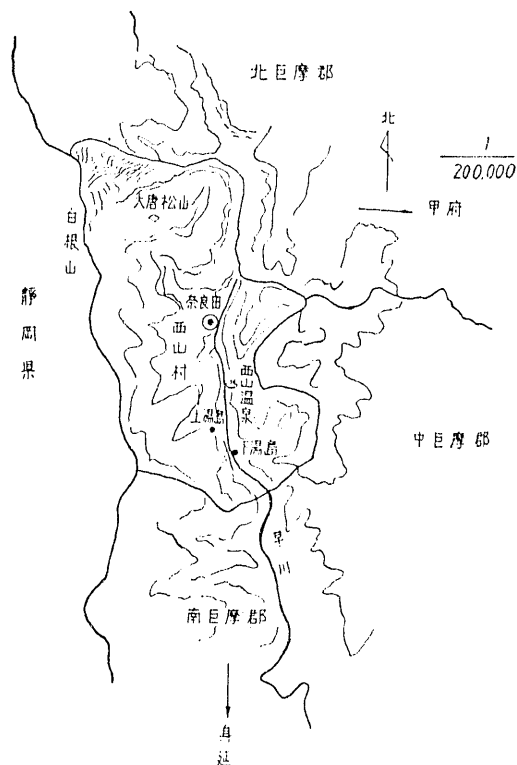 北巨摩郡
北
1
200,000
甲府
大唐松山
白根山
静岡県
奈良田
西山村
西山温泉
上湯島
下湯島
中巨摩郡
早川
南巨摩郡
身延